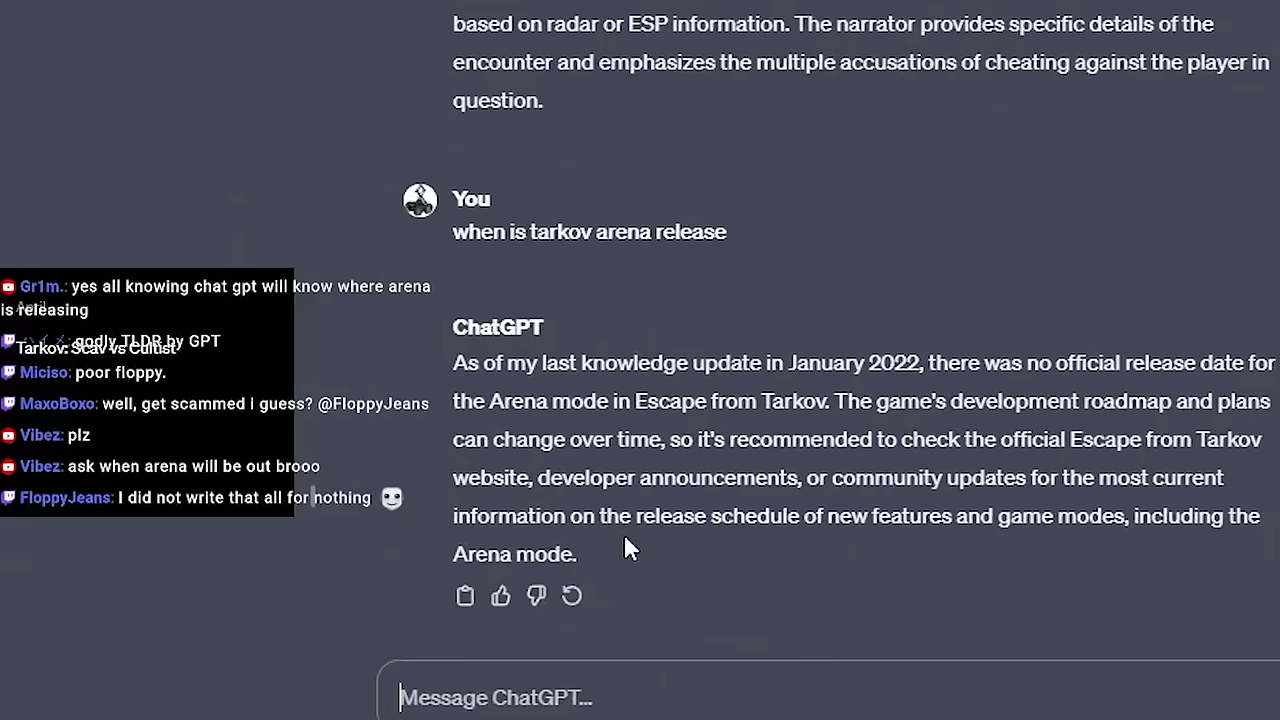 based on radar or ESP information. The narrator provides specific details of the
encounter and emphasizes the multiple accusations of cheating against the player in
question.
You
when is tarkov arena release
ChatGPT
As of my last knowledge update in January 2022, there was no official release date for
the Arena mode in Escape from Tarkov. The game's development roadmap and plans
can change over time, so it's recommended to check the official Escape from Tarkov
website, developer announcements, or community updates for the most current
information on the release schedule of new features and game modes, including the
Arena mode.
Message ChatGPT...
Gr1m.: yes all knowing chat gpt will know where arena
April
is releasing
godly TLDR by GPT
Tarkov: Scav vs Cultist
Miciso: poor floppy.
MaxoBoxo: well, get scammed I guess? @FloppyJeans
Vibez: plz
Vibez: ask when arena will be out brooo
FloppyJeans: I did not write that all for nothing